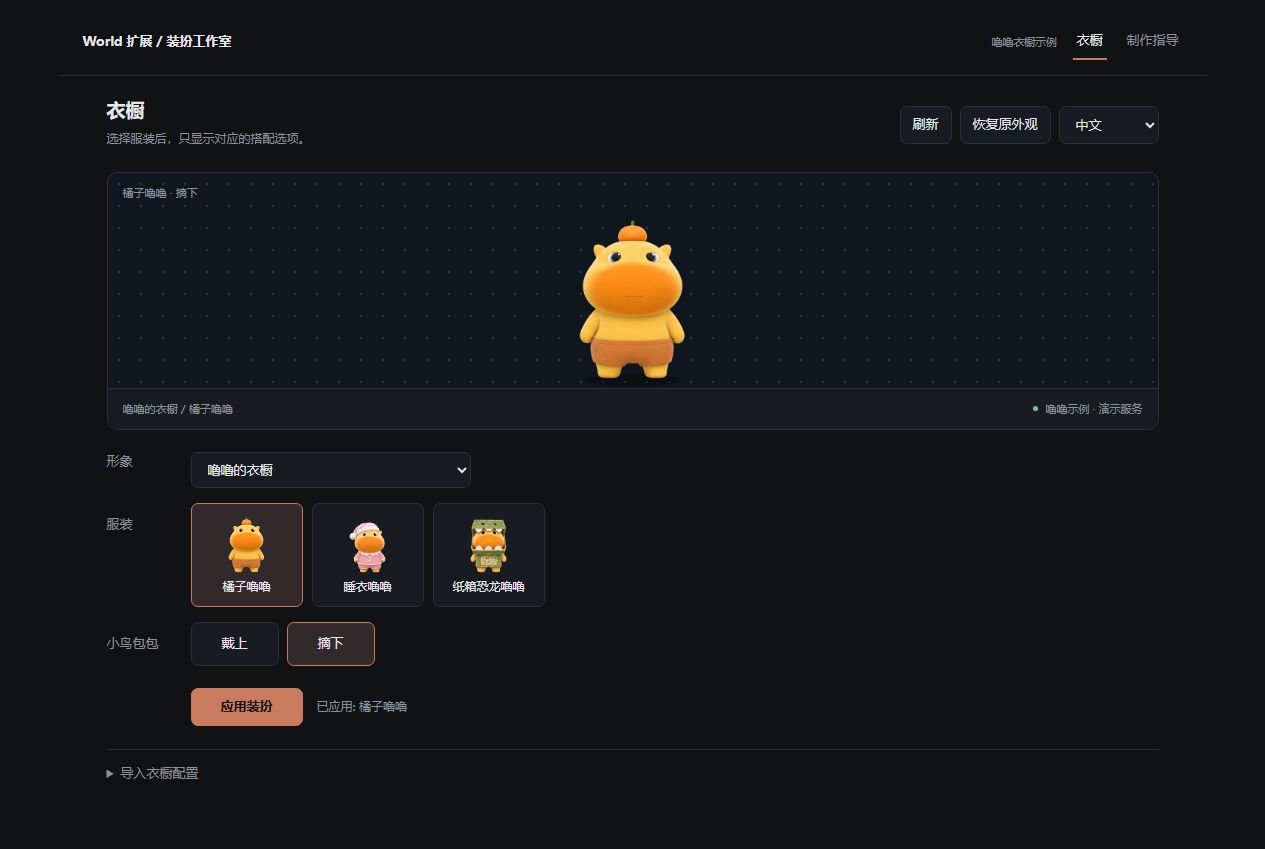 World 扩展 / 装扮工作室
噜噜衣橱示例
衣橱
制作指导
衣橱
选择服装后，只显示对应的搭配选项。
刷新
恢复原外观
中文
橘子噜噜 · 摘下
噜噜的衣橱 / 橘子噜噜
噜噜示例 · 演示服务
形象
噜噜的衣橱
服装
橘子噜噜
睡衣噜噜
纸箱恐龙噜噜
小鸟包包
戴上
摘下
应用装扮
已应用: 橘子噜噜
导入衣橱配置